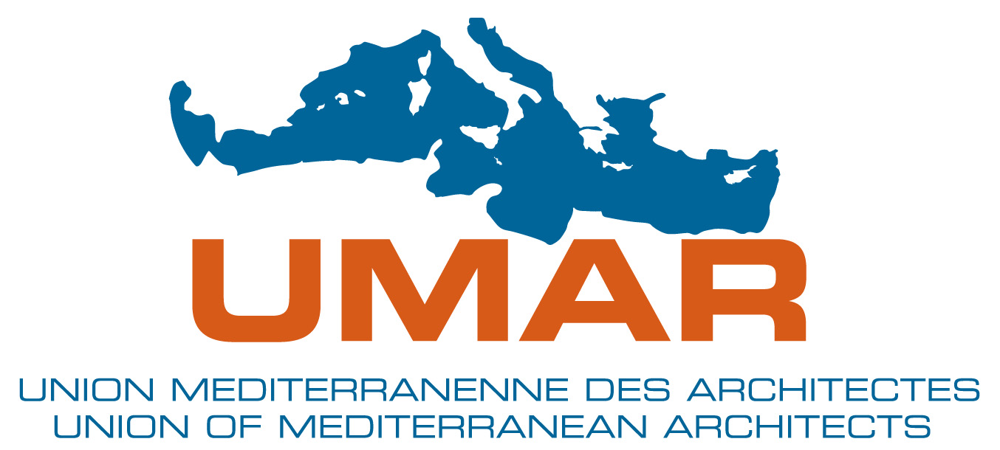 UMAR
UNION MEDITERRANENNE DES ARCHITECTES
UNION OF MEDITERRANEAN ARCHITECTS